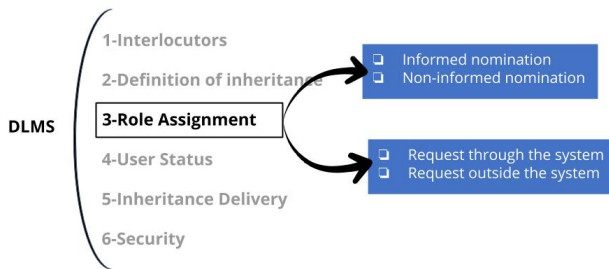 DLMS
1-Interlocutors
2-Definition of inheritance
3-Role Assignment
4-User Status
5-Inheritance Delivery
6-Security
Informed nomination
Non-informed nomination
Request through the system
Request outside the system